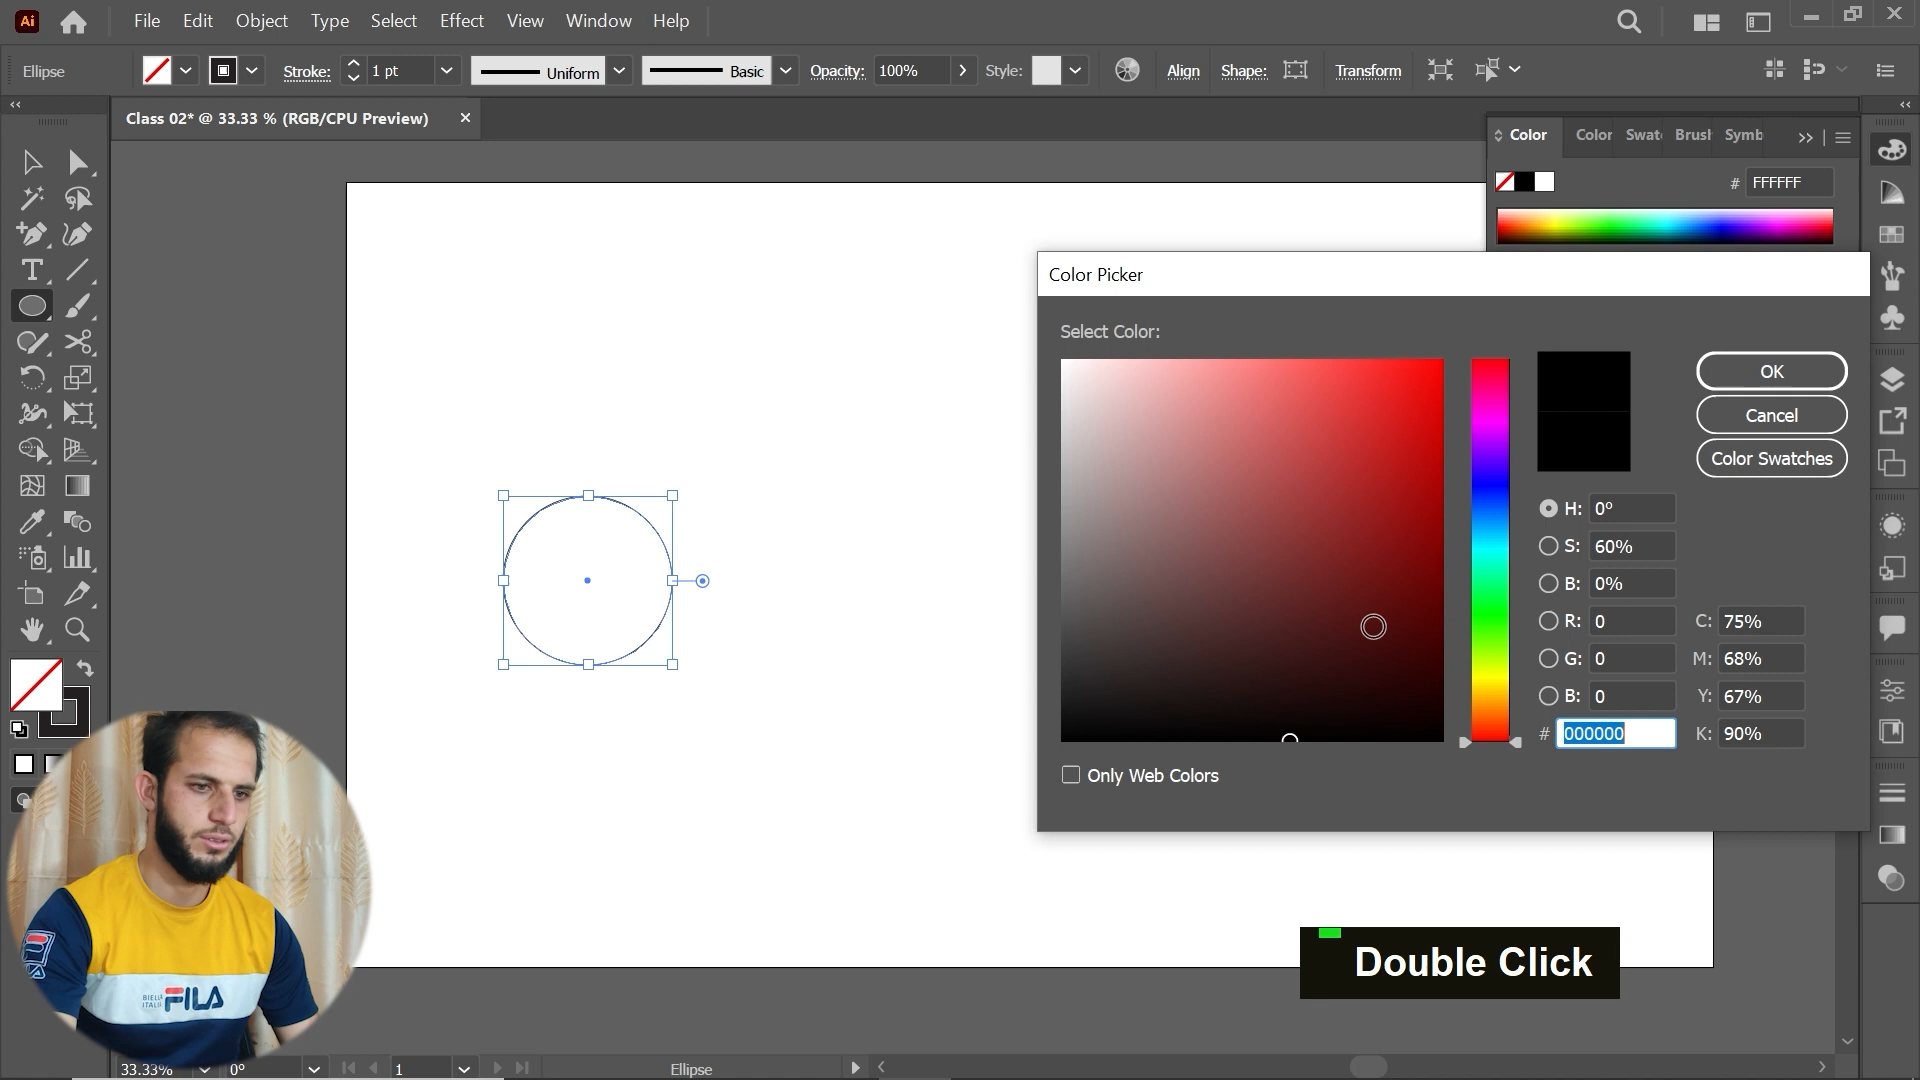 Ai File Edit Object Type Select Effect View Window Help
Ellipse Stroke: 1 pt Uniform Basic Opacity: 100% Style: Align Shape: Transform
Class 02* @ 33.33 % (RGB/CPU Preview)
Color Color Swat Brush Symb
# FFFFFF
Color Picker
Select Color:
OK
Cancel
Color Swatches
H: 0º
S: 60%
B: 0%
R: 0 C: 75%
G: 0 M: 68%
B: 0 Y: 67%
# 000000 K: 90%
Only Web Colors
Double Click
FILA
BIELLA
ITALIA
33.33% 0° 1 Ellipse